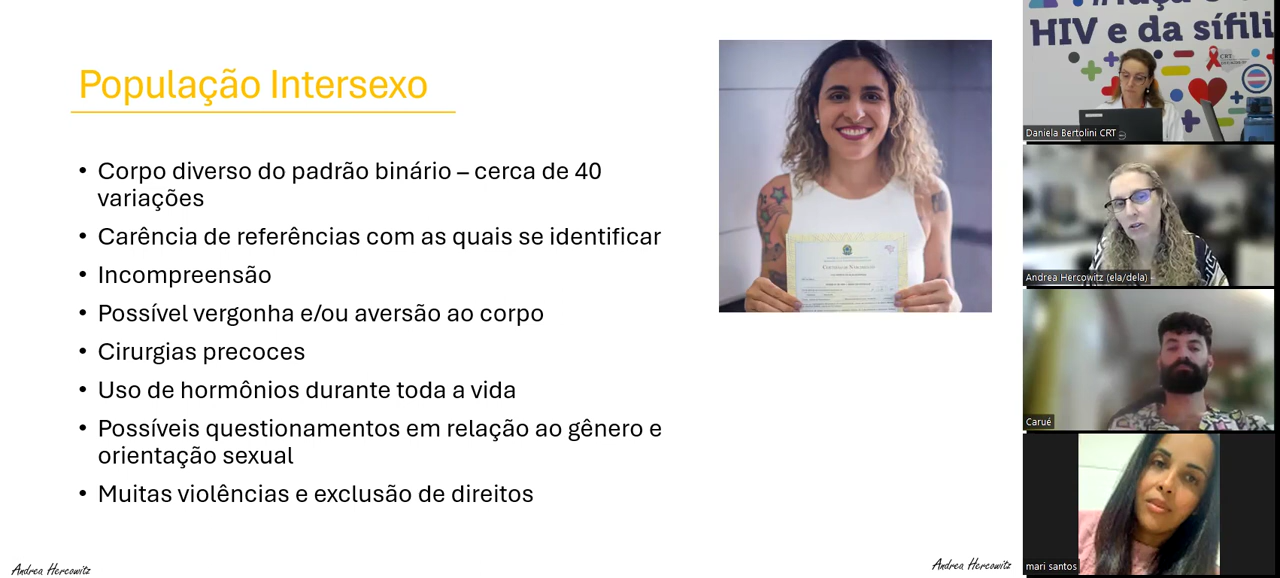 População Intersexo
• Corpo diverso do padrão binário – cerca de 40
variações
• Carência de referências com as quais se identificar
• Incompreensão
• Possível vergonha e/ou aversão ao corpo
• Cirurgias precoces
• Uso de hormônios durante toda a vida
• Possíveis questionamentos em relação ao gênero e
orientação sexual
• Muitas violências e exclusão de direitos
Andrea Hercowitz
Andrea Hercowitz
HIV e da sífili
CRT
Daniela Bertolini CRT
Andrea Hercowitz (ela/dela)
Carué
mari santos